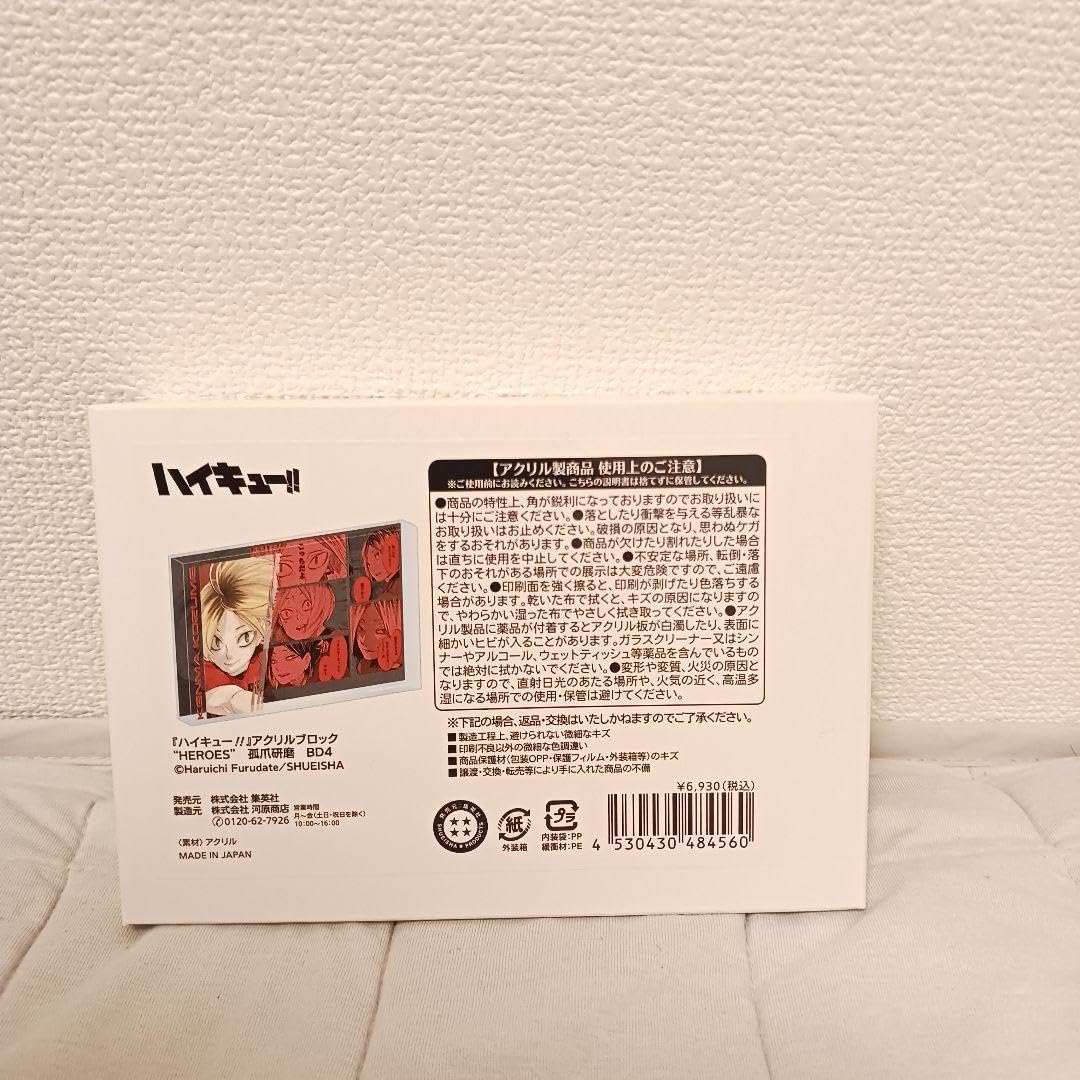 ハイキュー!!
KENMA KOZUME
『ハイキュー!!』アクリルブロック
“HEROES” 孤爪研磨 BD4
©Haruichi Furudate/SHUEISHA
発売元 株式会社 集英社
製造元 株式会社 河原商店
0120-62-7926
営業時間
月〜金(土日・祝日を除く)
10:00〜16:00
〈素材〉アクリル
MADE IN JAPAN
【アクリル製商品 使用上のご注意】
※ご使用前にお読みください。こちらの説明書は捨てずに保管してください。
●商品の特性上、角が鋭利になっておりますのでお取り扱いに
は十分にご注意ください。●落としたり衝撃を与える等乱暴な
お取り扱いはお止めください。破損の原因となり、思わぬケガ
をするおそれがあります。●商品が欠けたり割れたりした場合
は直ちに使用を中止してください。●不安定な場所、転倒・落
下のおそれがある場所での展示は大変危険ですので、ご遠慮
ください。●印刷面を強く擦ると、印刷が剥げたり色落ちする
場合があります。乾いた布で拭くと、キズの原因になりますの
で、やわらかい湿った布でやさしく拭き取ってください。●アク
リル製品に薬品が付着するとアクリル板が白濁したり、表面に
細かいヒビが入ることがあります。ガラスクリーナー又はシン
ナーやアルコール、ウェットティッシュ等薬品を含んでいるもの
では絶対に拭かないでください。●変形や変質、火災の原因と
なりますので、直射日光のあたる場所や、火気の近く、高温多
湿になる場所での使用・保管は避けてください。
※下記の場合、返品・交換はいたしかねますのでご了承ください。
■製造工程上、避けられない微細なキズ
■印刷不良以外の微細な色調違い
■商品保護材(包装OPP・保護フィルム・外装箱等)のキズ
■譲渡・交換・転売等により手に入れた商品の不備
¥6,930(税込)
発売元:集英社
SHUEISHA PRODUCTS
紙
外装箱
プラ
内装袋:PP
緩衝材:PE
4 530430 484560